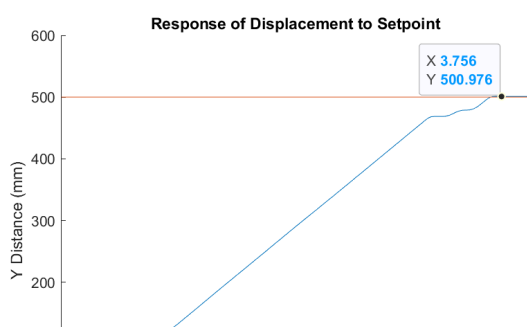 Response of Displacement to Setpoint
600
X 3.756
Y 500.976
500
400
300
200
Y Distance (mm)